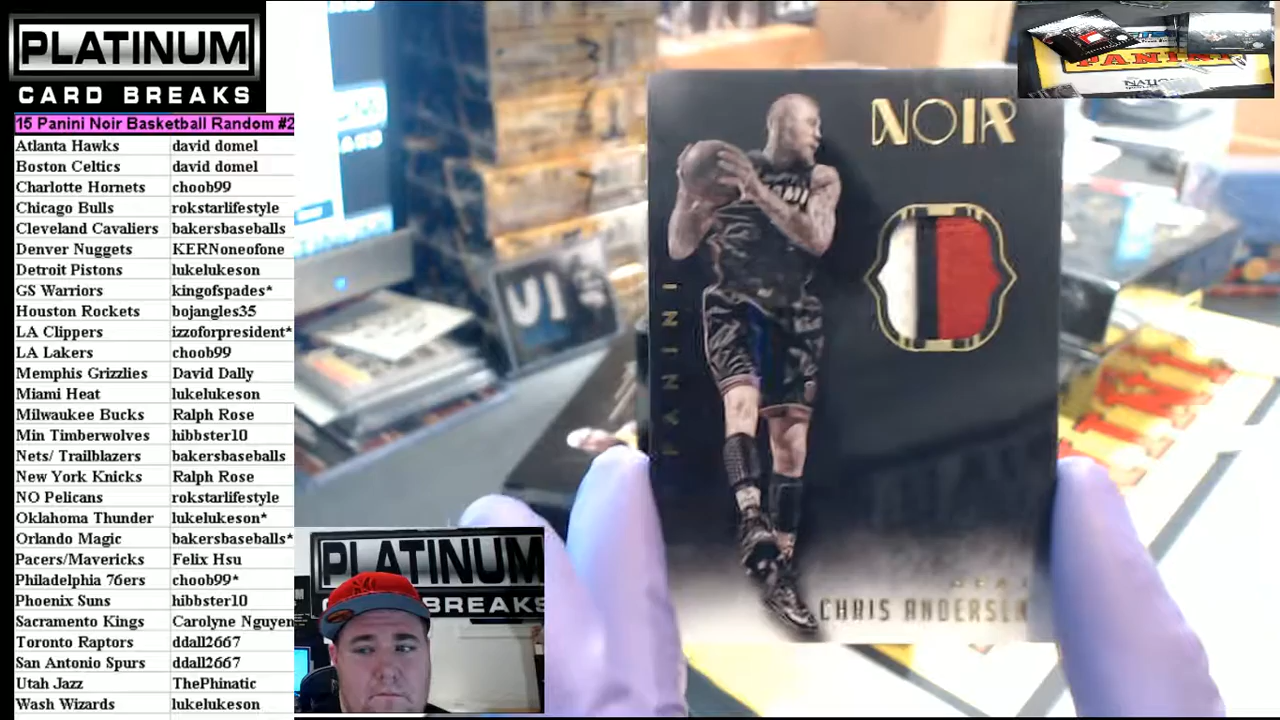 PLATINUM
CARD BREAKS
15 Panini Noir Basketball Random #2
Atlanta Hawks david domel
Boston Celtics david domel
Charlotte Hornets choob99
Chicago Bulls rokstarlifestyle
Cleveland Cavaliers bakersbaseballs
Denver Nuggets KERNoneofone
Detroit Pistons lukelukeson
GS Warriors kingofspades*
Houston Rockets bojangles35
LA Clippers izzoforpresident*
LA Lakers choob99
Memphis Grizzlies David Dally
Miami Heat lukelukeson
Milwaukee Bucks Ralph Rose
Min Timberwolves hibbster10
Nets/ Trailblazers bakersbaseballs
New York Knicks Ralph Rose
NO Pelicans rokstarlifestyle
Oklahoma Thunder lukelukeson*
Orlando Magic bakersbaseballs*
Pacers/Mavericks Felix Hsu
Philadelphia 76ers choob99*
Phoenix Suns hibbster10
Sacramento Kings Carolyne Nguyen
Toronto Raptors ddall2667
San Antonio Spurs ddall2667
Utah Jazz ThePhinatic
Wash Wizards lukelukeson
NOIR
PANINI
HEAT
CHRIS ANDERSEN
PANINI
PLATINUM
BREAKS